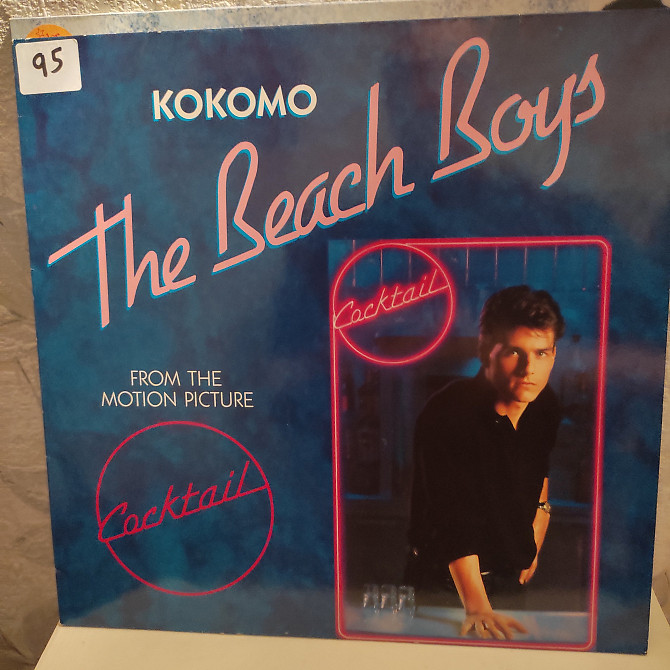 95
KOKOMO
The Beach Boys
Cocktail
FROM THE
MOTION PICTURE
Cocktail